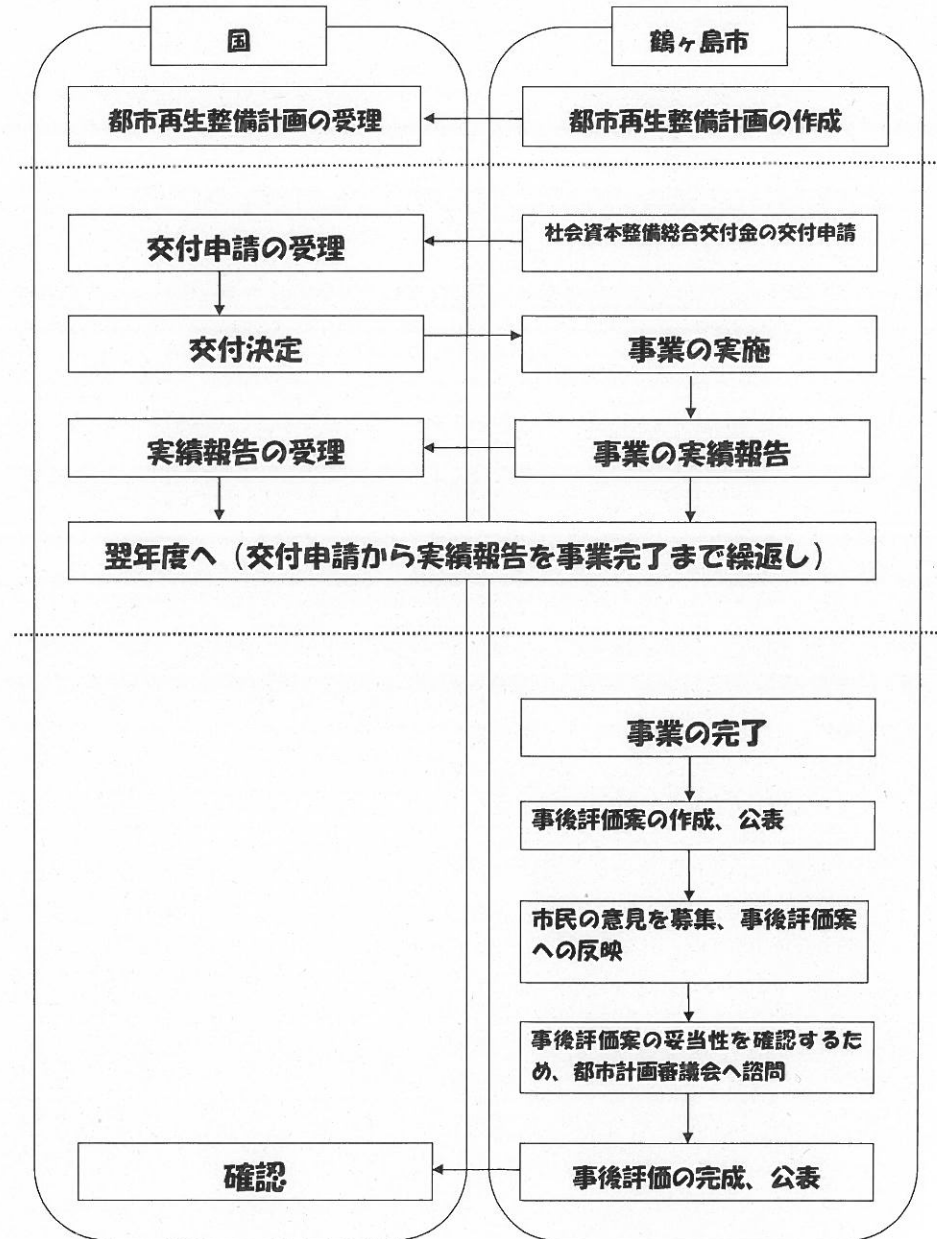 国
鶴ヶ島市
都市再生整備計画の受理
都市再生整備計画の作成
交付申請の受理
社会資本整備総合交付金の交付申請
交付決定
事業の実施
実績報告の受理
事業の実績報告
翌年度へ（交付申請から実績報告を事業完了まで繰返し）
事業の完了
事後評価案の作成、公表
市民の意見を募集、事後評価案
への反映
事後評価案の妥当性を確認するた
め、都市計画審議会へ諮問
確認
事後評価の完成、公表